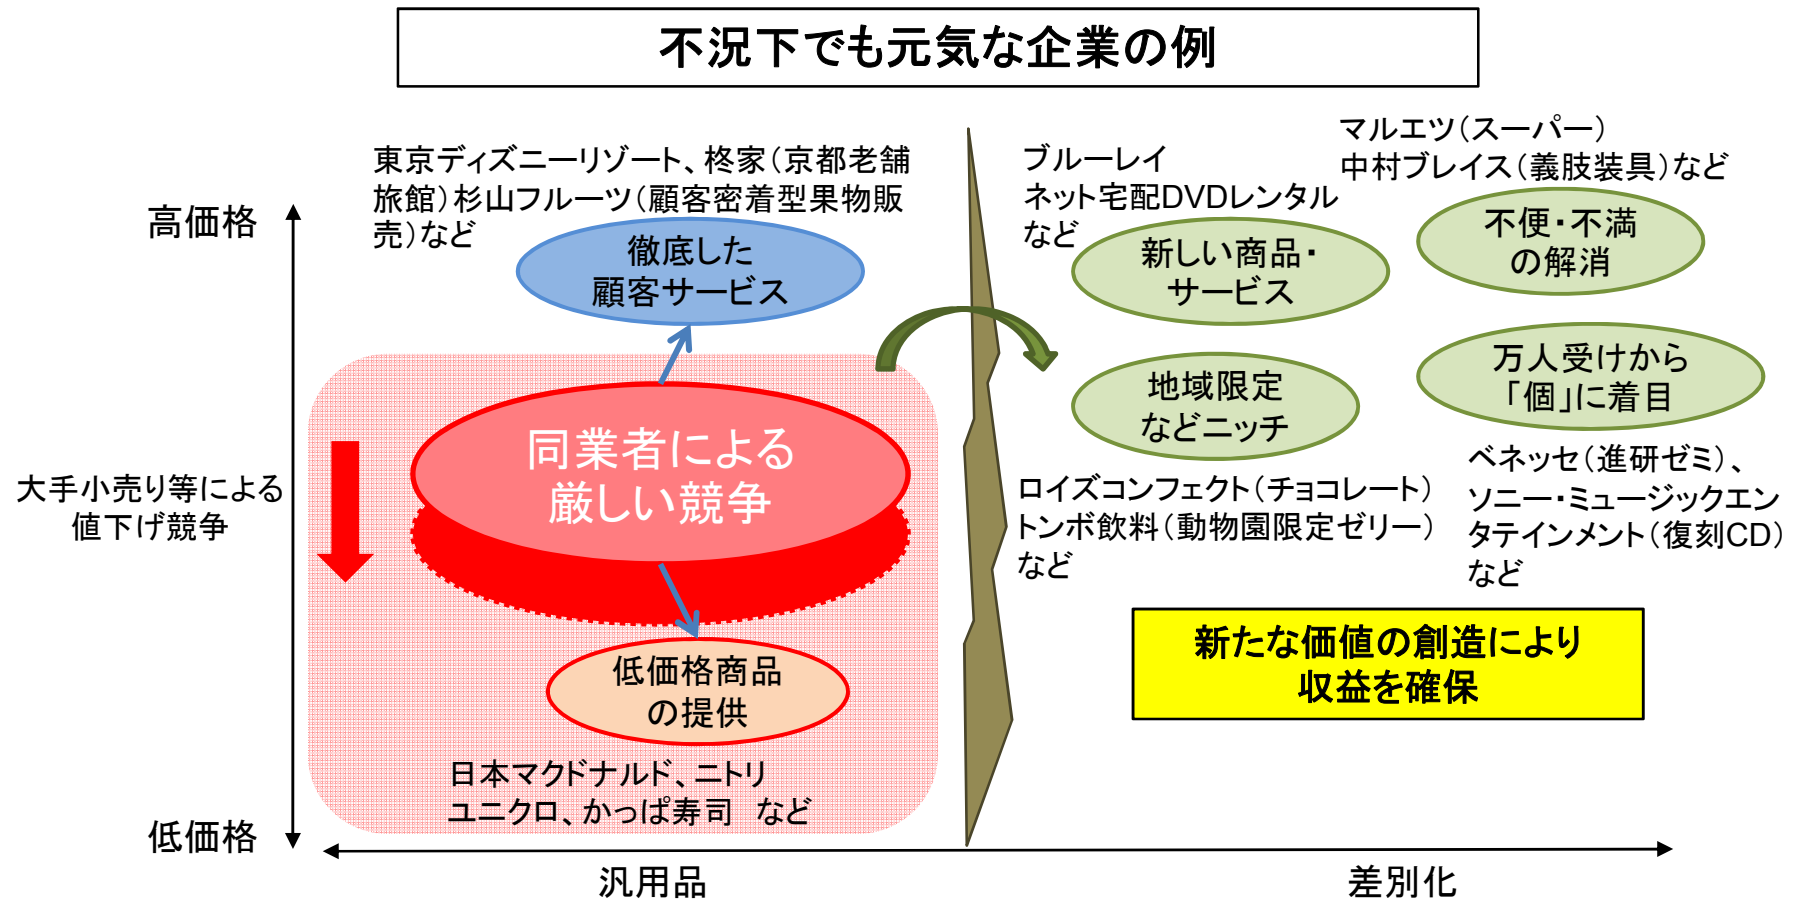 不況下でも元気な企業の例
東京ディズニーリゾート、柊家（京都老舗
旅館）杉山フルーツ（顧客密着型果物販
売）など
ブルーレイ
ネット宅配DVDレンタル
など
マルエツ（スーパー）
中村ブレイス（義肢装具）など
高価格
徹底した
顧客サービス
新しい商品・
サービス
不便・不満
の解消
同業者による
厳しい競争
地域限定
などニッチ
万人受けから
「個」に着目
大手小売り等による
値下げ競争
ロイズコンフェクト（チョコレート）
トンボ飲料（動物園限定ゼリー）
など
ベネッセ（進研ゼミ）、
ソニー・ミュージックエン
タテインメント（復刻CD）
など
低価格商品
の提供
新たな価値の創造により
収益を確保
日本マクドナルド、ニトリ
ユニクロ、かっぱ寿司　など
低価格
汎用品
差別化